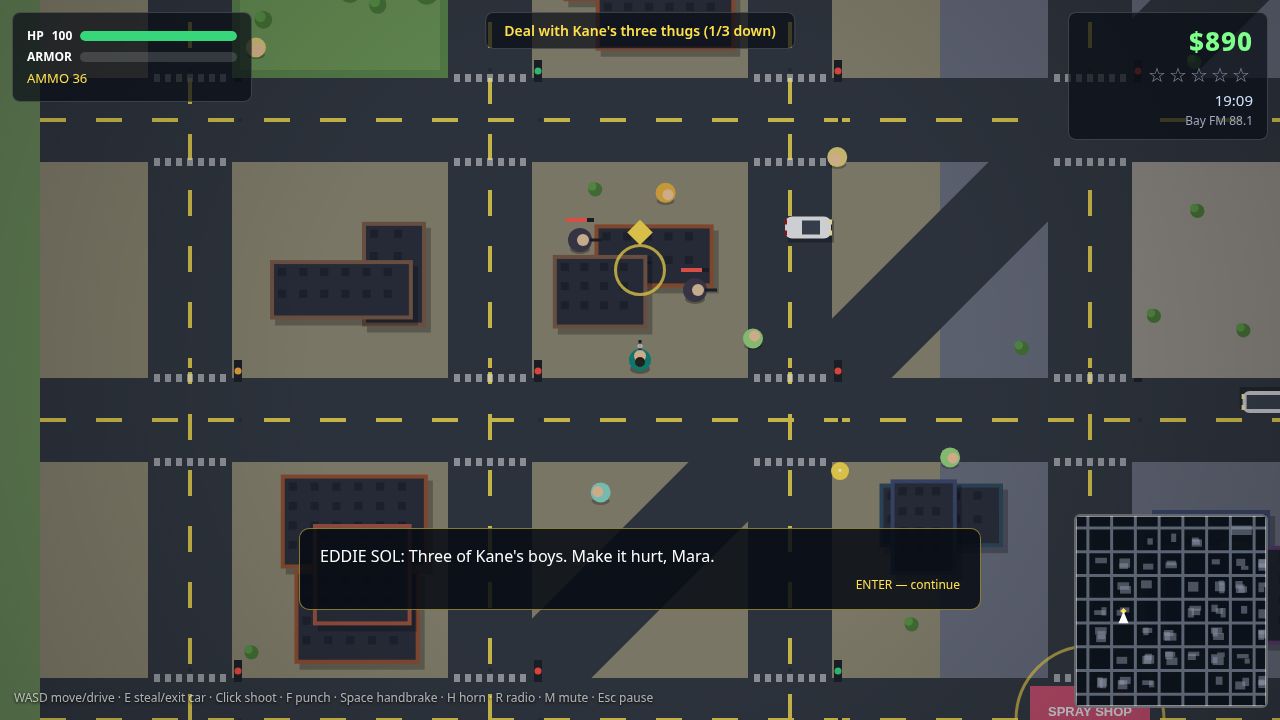 HP 100
ARMOR
AMMO 36
Deal with Kane's three thugs (1/3 down)
$890
☆☆☆☆☆
19:09
Bay FM 88.1
EDDIE SOL: Three of Kane's boys. Make it hurt, Mara.
ENTER — continue
WASD move/drive · E steal/exit car · Click shoot · F punch · Space handbrake · H horn · R radio · M mute · Esc pause
SPRAY SHOP